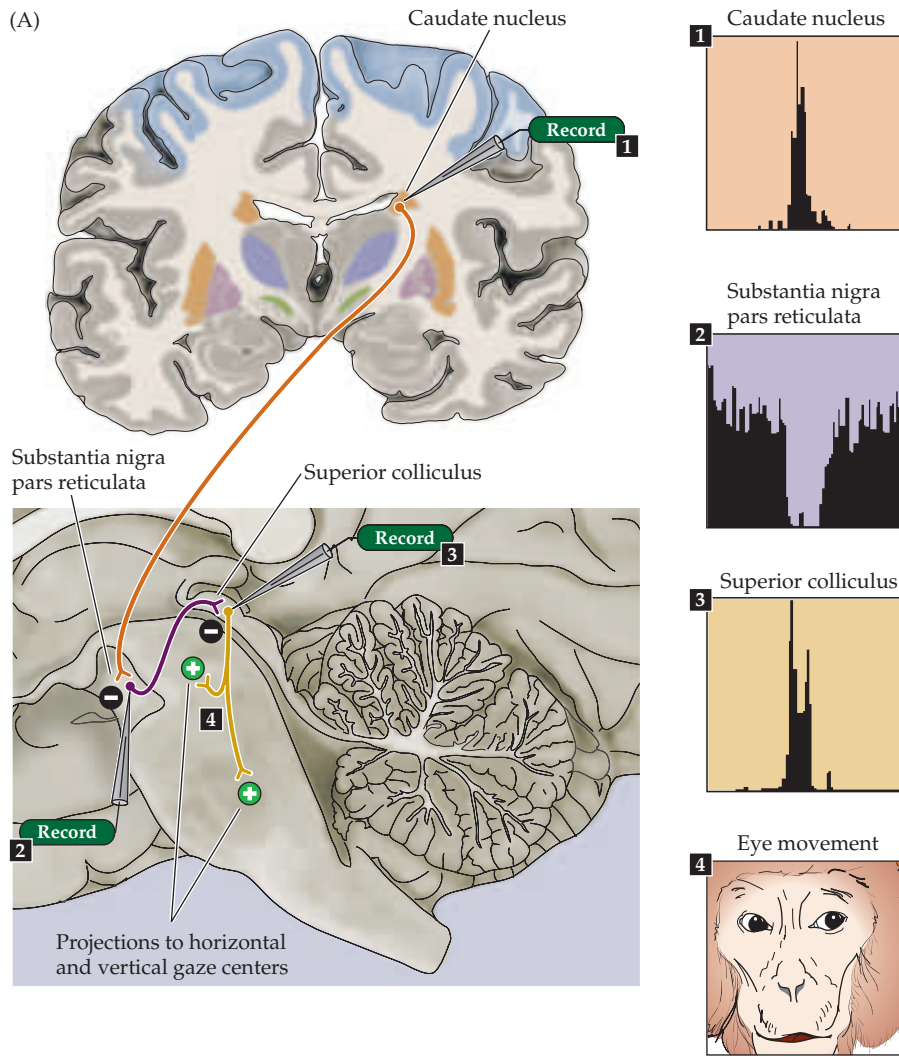 (A)
Caudate nucleus
Record
1
Substantia nigra
pars reticulata
Superior colliculus
Record
3
4
Record
2
Projections to horizontal
and vertical gaze centers
Caudate nucleus
1
Substantia nigra
pars reticulata
2
Superior colliculus
3
Eye movement
4